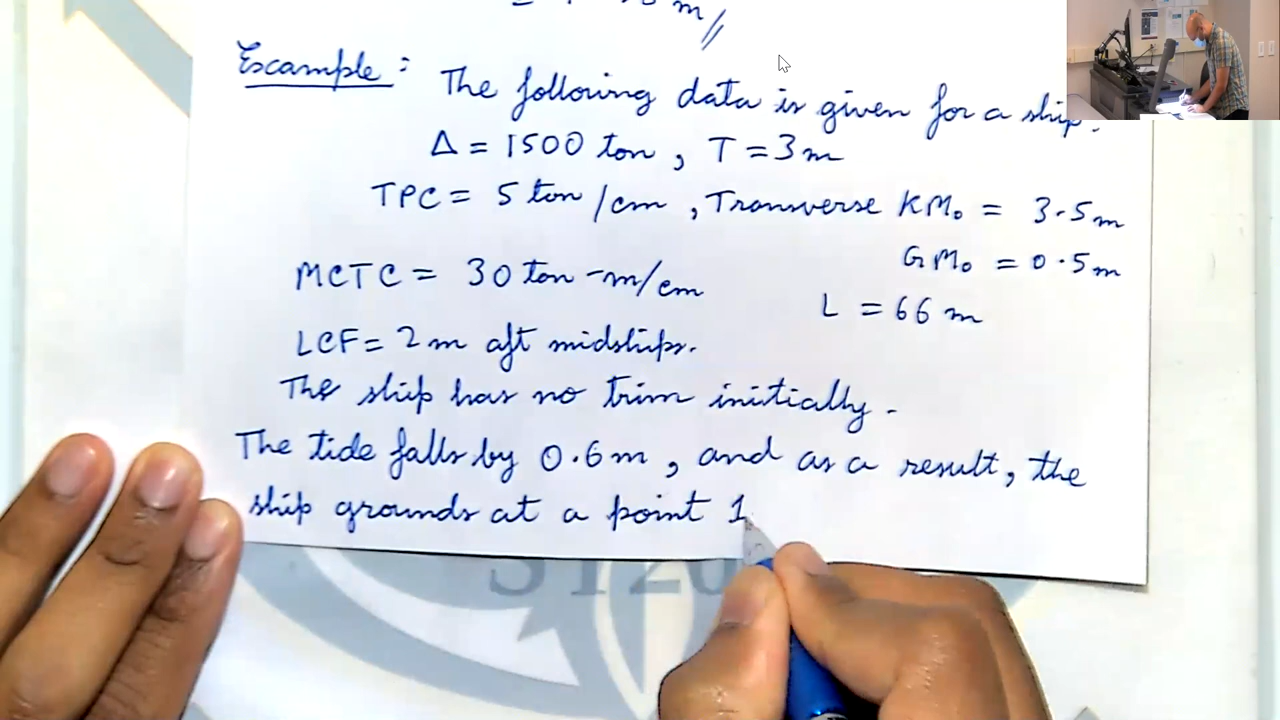 Example : The following data is given for a ship.
Δ = 1500 ton , T = 3 m
TPC = 5 ton / cm , Transverse KM₀ = 3.5 m
GM₀ = 0.5 m
MCTC = 30 ton-m/cm
L = 66 m
LCF = 2 m aft midships.
The ship has no trim initially.
The tide falls by 0.6 m , and as a result, the
ship grounds at a point 1